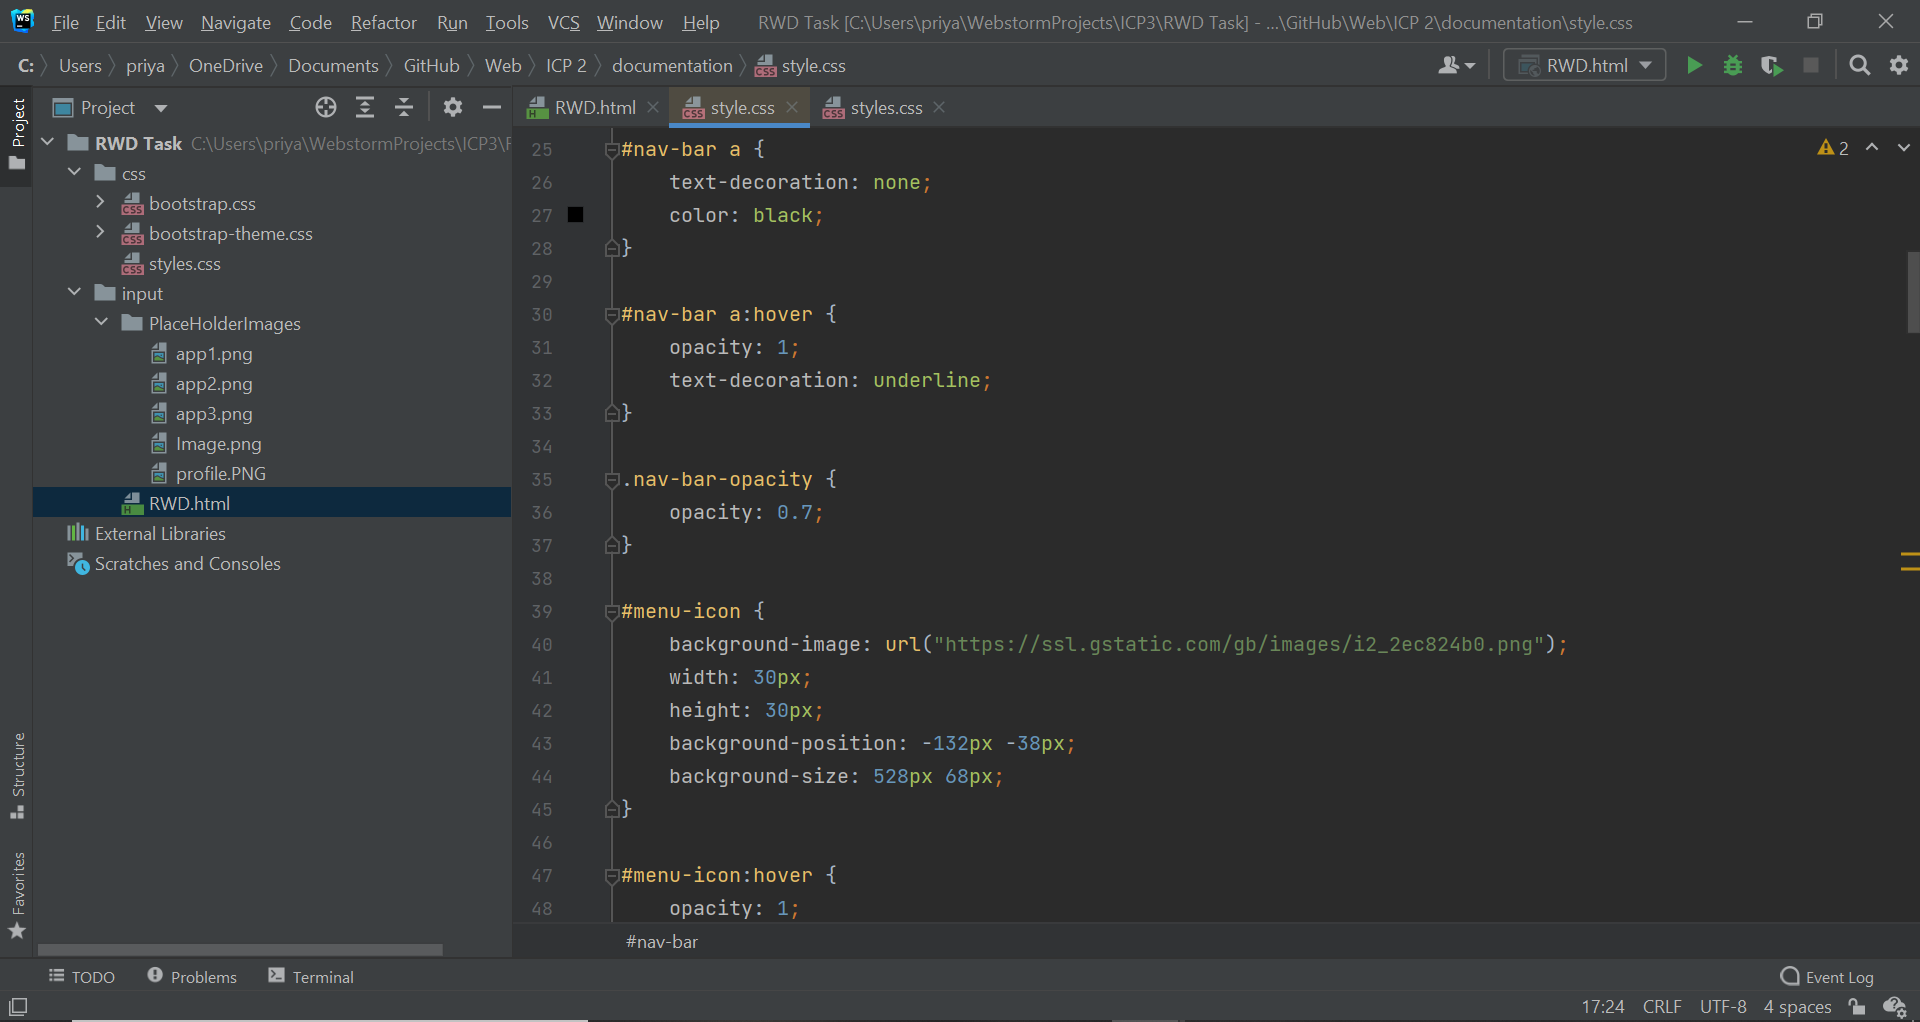 WS File Edit View Navigate Code Refactor Run Tools VCS Window Help RWD Task [C:\Users\priya\WebstormProjects\ICP3\RWD Task] - ...\GitHub\Web\ICP 2\documentation\style.css
C: Users priya OneDrive Documents GitHub Web ICP 2 documentation style.css RWD.html
Project
Project
RWD.html style.css styles.css
RWD Task C:\Users\priya\WebstormProjects\ICP3\
css
bootstrap.css
bootstrap-theme.css
styles.css
input
PlaceHolderImages
app1.png
app2.png
app3.png
Image.png
profile.PNG
RWD.html
External Libraries
Scratches and Consoles
Structure
Favorites
2
25 #nav-bar a {
26 text-decoration: none;
27 color: black;
28 }
29
30 #nav-bar a:hover {
31 opacity: 1;
32 text-decoration: underline;
33 }
34
35 .nav-bar-opacity {
36 opacity: 0.7;
37 }
38
39 #menu-icon {
40 background-image: url("https://ssl.gstatic.com/gb/images/i2_2ec824b0.png");
41 width: 30px;
42 height: 30px;
43 background-position: -132px -38px;
44 background-size: 528px 68px;
45 }
46
47 #menu-icon:hover {
48 opacity: 1;
#nav-bar
TODO Problems Terminal Event Log
17:24 CRLF UTF-8 4 spaces